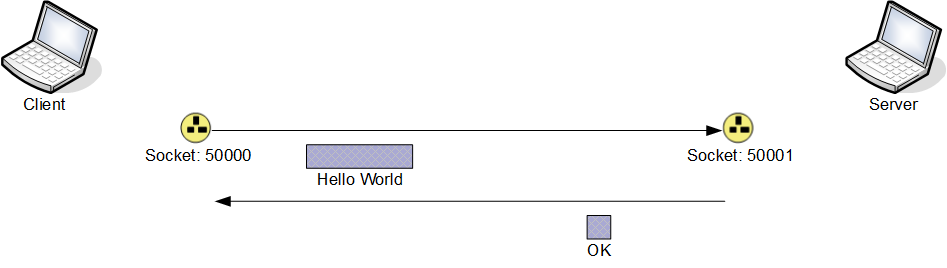 Client
Server
Socket: 50000
Socket: 50001
Hello World
OK